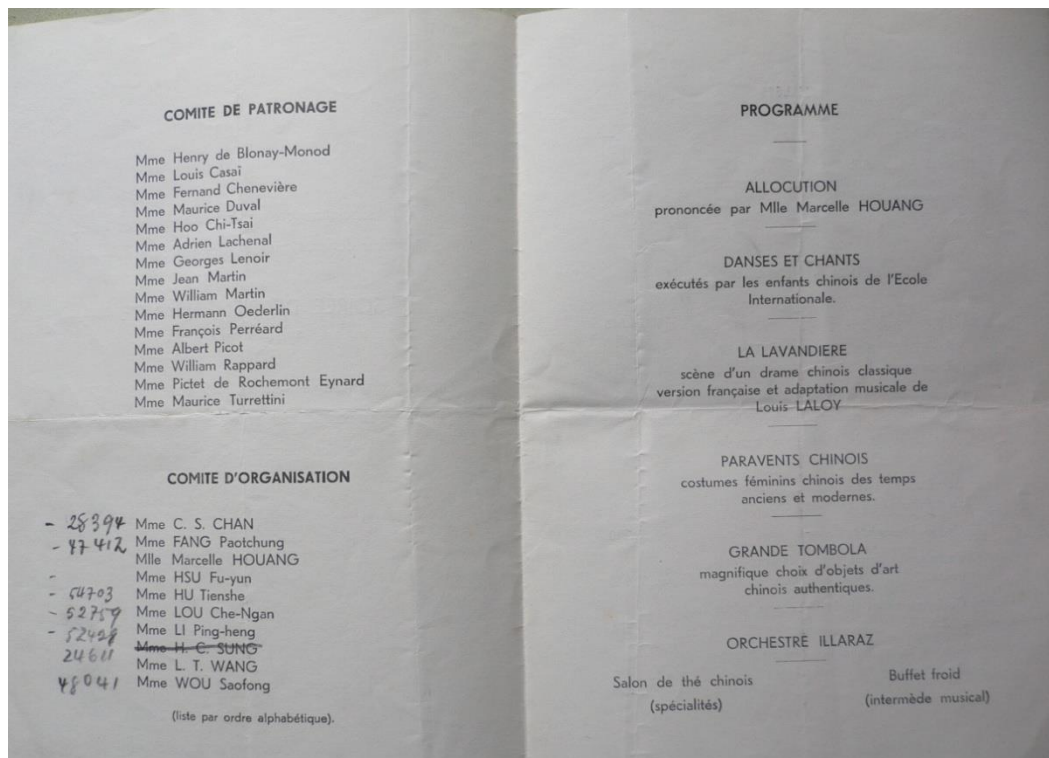 COMITE DE PATRONAGE
Mme Henry de Blonay-Monod
Mme Louis Casaï
Mme Fernand Chenevière
Mme Maurice Duval
Mme Hoo Chi-Tsai
Mme Adrien Lachenal
Mme Georges Lenoir
Mme Jean Martin
Mme William Martin
Mme Hermann Oederlin
Mme François Perréard
Mme Albert Picot
Mme William Rappard
Mme Pictet de Rochemont Eynard
Mme Maurice Turrettini
COMITE D'ORGANISATION
- 28394 Mme C. S. CHAN
- 47412 Mme FANG Paotchung
Mlle Marcelle HOUANG
- Mme HSU Fu-yun
- 54703 Mme HU Tienshe
- 52759 Mme LOU Che-Ngan
- 52428 Mme LI Ping-heng
24611 Mme H. C. SUNG
Mme L. T. WANG
48041 Mme WOU Saofong
(liste par ordre alphabétique).
PROGRAMME
ALLOCUTION
prononcée par Mlle Marcelle HOUANG
DANSES ET CHANTS
exécutés par les enfants chinois de l'Ecole
Internationale.
LA LAVANDIERE
scène d'un drame chinois classique
version française et adaptation musicale de
Louis LALOY
PARAVENTS CHINOIS
costumes féminins chinois des temps
anciens et modernes.
GRANDE TOMBOLA
magnifique choix d'objets d'art
chinois authentiques.
ORCHESTRE ILLARAZ
Salon de thé chinois
(spécialités)
Buffet froid
(intermède musical)